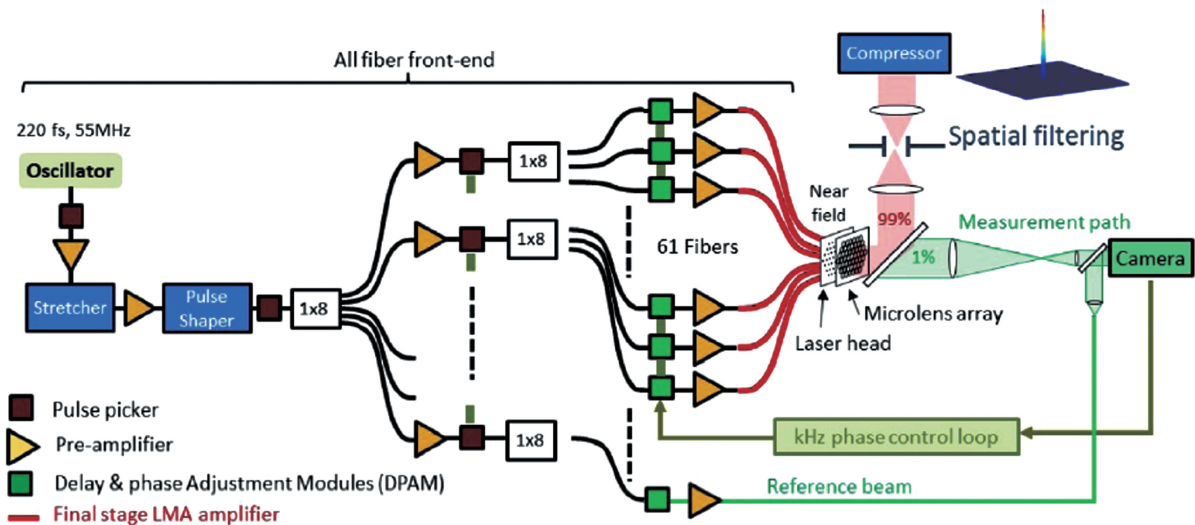 All fiber front-end
220 fs, 55MHz
Oscillator
Stretcher
Pulse
Shaper
1x8
1x8
1x8
1x8
61 Fibers
Near
field
Compressor
Spatial filtering
99%
1%
Measurement path
Camera
Microlens array
Laser head
kHz phase control loop
Reference beam
Pulse picker
Pre-amplifier
Delay & phase Adjustment Modules (DPAM)
Final stage LMA amplifier